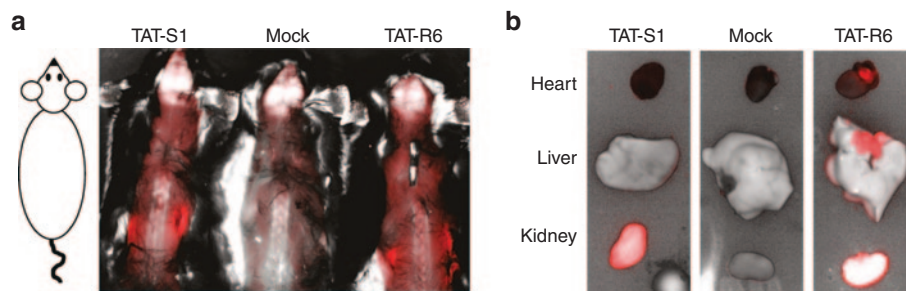 a
TAT-S1 Mock TAT-R6
b
TAT-S1 Mock TAT-R6
Heart
Liver
Kidney